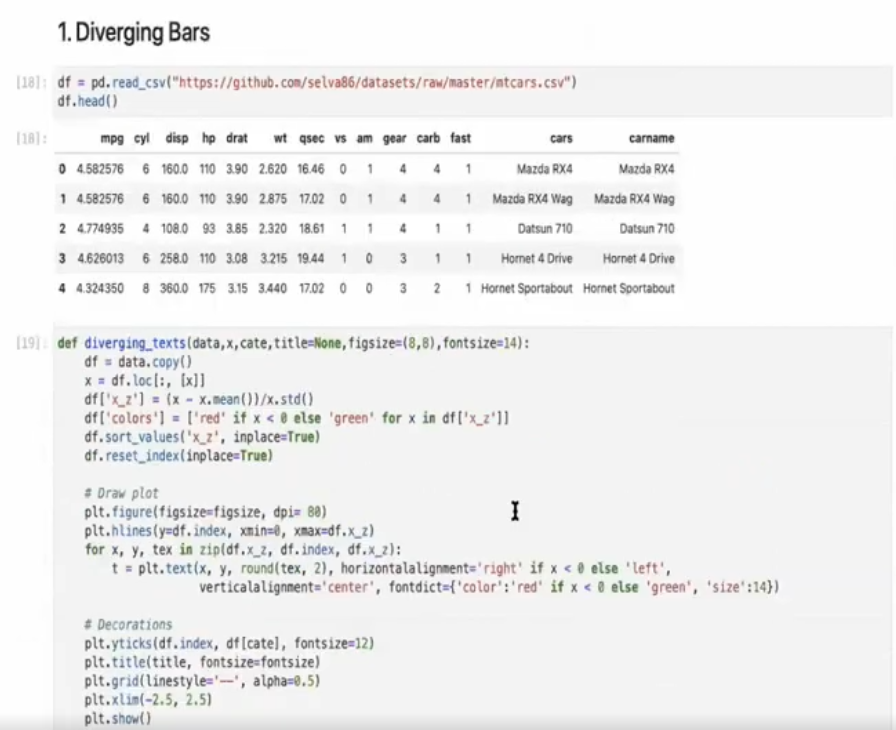 1. Diverging Bars
[18]: df = pd.read_csv("https://github.com/selva86/datasets/raw/master/mtcars.csv")
df.head()
[18]: mpg cyl disp hp drat wt qsec vs am gear carb fast cars carname
0 4.582576 6 160.0 110 3.90 2.620 16.46 0 1 4 4 1 Mazda RX4 Mazda RX4
1 4.582576 6 160.0 110 3.90 2.875 17.02 0 1 4 4 1 Mazda RX4 Wag Mazda RX4 Wag
2 4.774935 4 108.0 93 3.85 2.320 18.61 1 1 4 1 1 Datsun 710 Datsun 710
3 4.626013 6 258.0 110 3.08 3.215 19.44 1 0 3 1 1 Hornet 4 Drive Hornet 4 Drive
4 4.324350 8 360.0 175 3.15 3.440 17.02 0 0 3 2 1 Hornet Sportabout Hornet Sportabout
[19]: def diverging_texts(data,x,cate,title=None,figsize=(8,8),fontsize=14):
df = data.copy()
x = df.loc[:, [x]]
df['x_z'] = (x - x.mean())/x.std()
df['colors'] = ['red' if x < 0 else 'green' for x in df['x_z']]
df.sort_values('x_z', inplace=True)
df.reset_index(inplace=True)
# Draw plot
plt.figure(figsize=figsize, dpi= 80)
plt.hlines(y=df.index, xmin=0, xmax=df.x_z)
for x, y, tex in zip(df.x_z, df.index, df.x_z):
t = plt.text(x, y, round(tex, 2), horizontalalignment='right' if x < 0 else 'left',
verticalalignment='center', fontdict={'color':'red' if x < 0 else 'green', 'size':14})
# Decorations
plt.yticks(df.index, df[cate], fontsize=12)
plt.title(title, fontsize=fontsize)
plt.grid(linestyle='--', alpha=0.5)
plt.xlim(-2.5, 2.5)
plt.show()